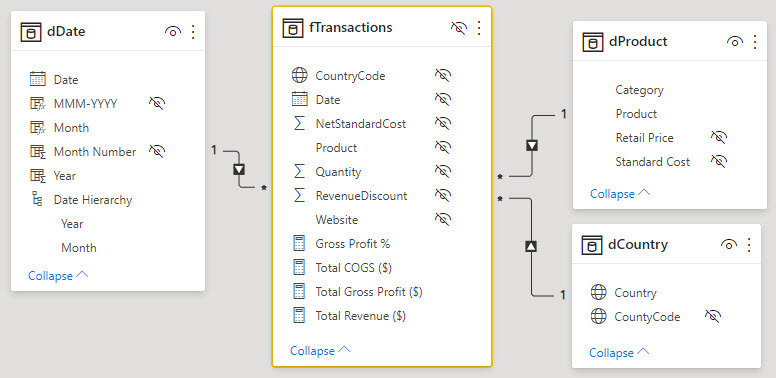 dDate
Date
MMM-YYYY
Month
Month Number
Year
Date Hierarchy
Year
Month
Collapse
1
*
fTransactions
CountryCode
Date
NetStandardCost
Product
Quantity
RevenueDiscount
Website
Gross Profit %
Total COGS ($)
Total Gross Profit ($)
Total Revenue ($)
Collapse
*
1
*
1
dProduct
Category
Product
Retail Price
Standard Cost
Collapse
dCountry
Country
CountyCode
Collapse